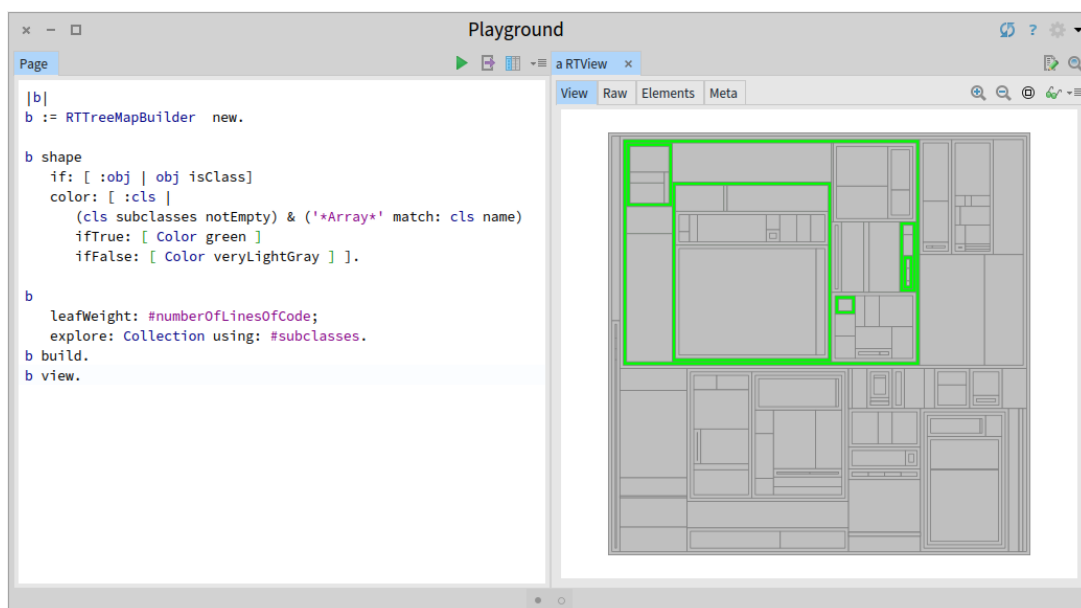 Playground
?
Page
a RTView ×
|b|
b := RTTreeMapBuilder  new.
b shape
   if: [ :obj | obj isClass]
   color: [ :cls |
      (cls subclasses notEmpty) & ('*Array*' match: cls name)
      ifTrue: [ Color green ]
      ifFalse: [ Color veryLightGray ] ].
b
   leafWeight: #numberOfLinesOfCode;
   explore: Collection using: #subclasses.
b build.
b view.
View Raw Elements Meta